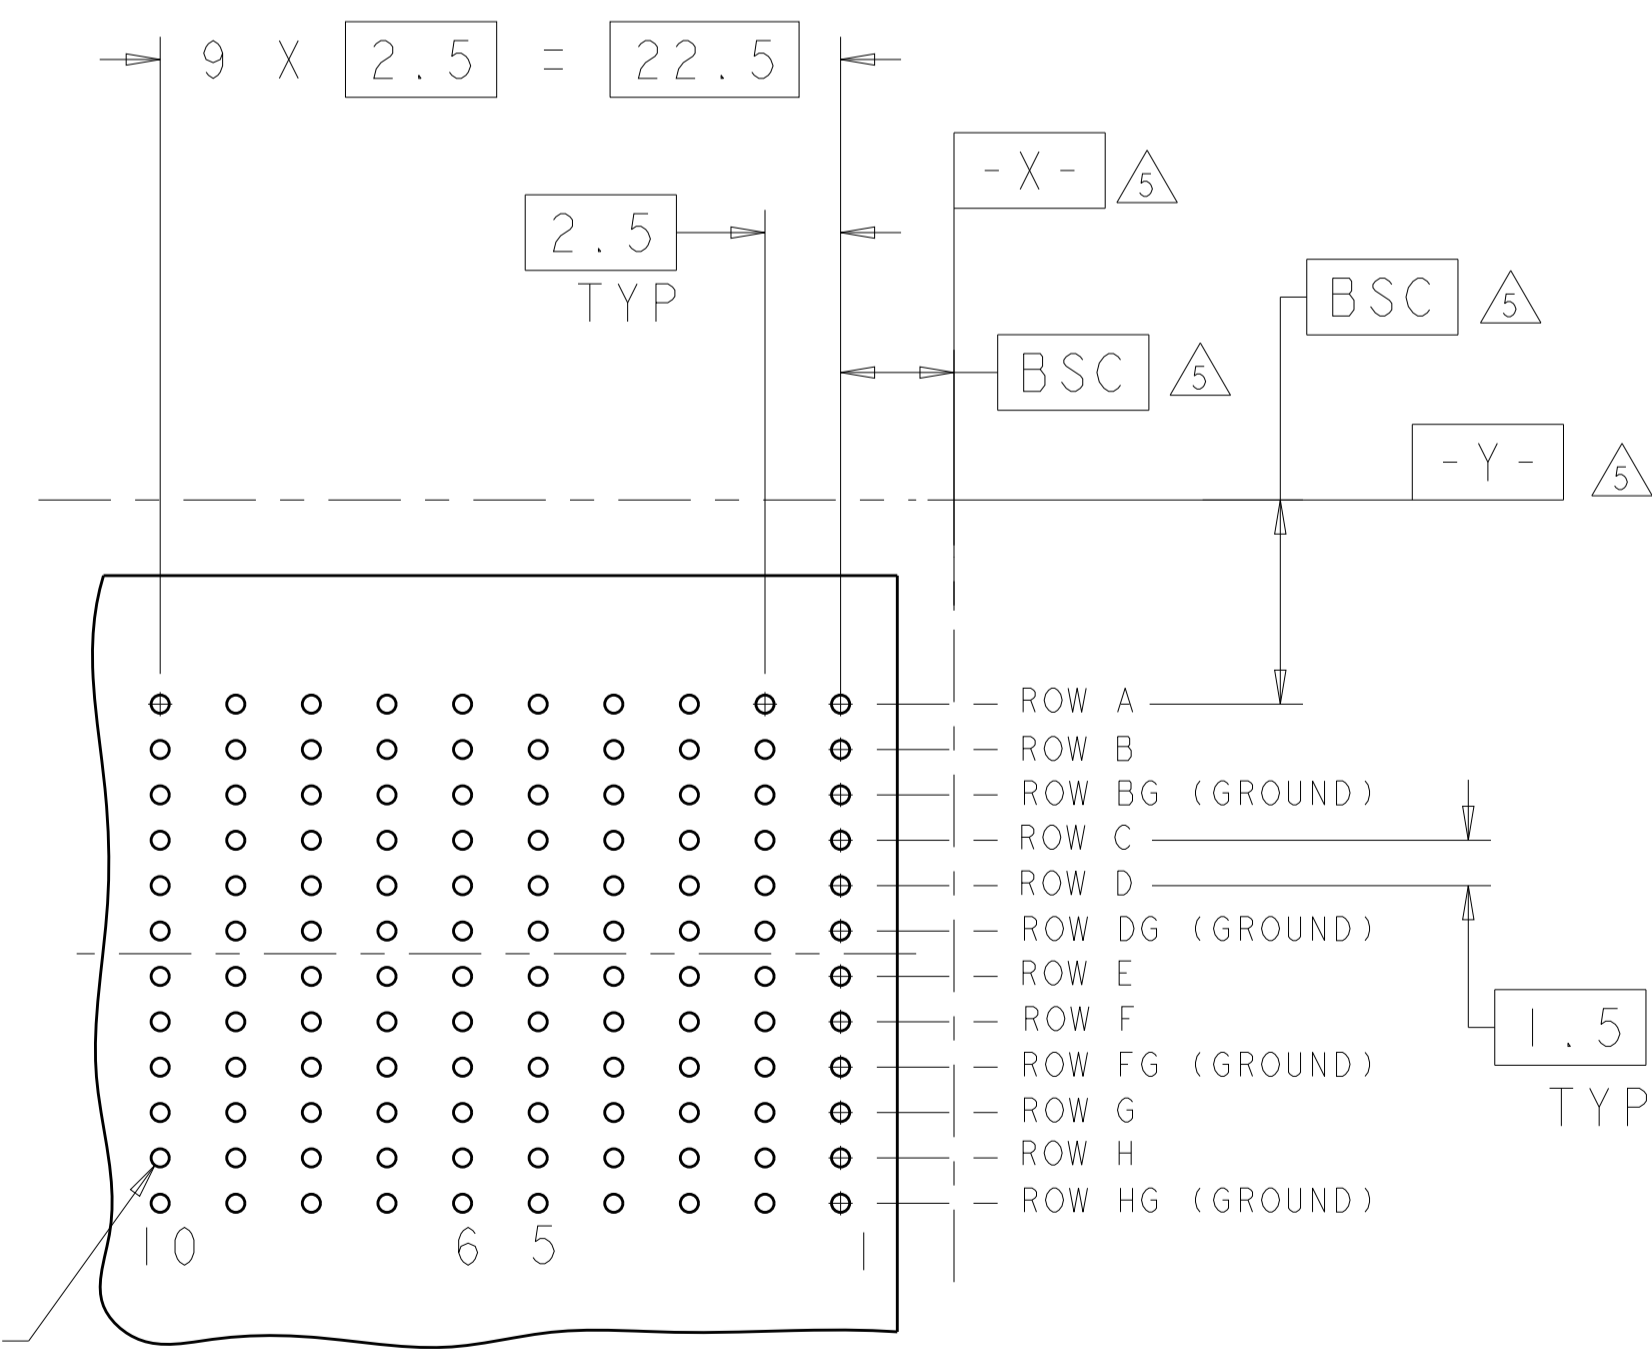 9 X 2.5 = 22.5
-X- 5
2.5
TYP
BSC 5
BSC 5
-Y- 5
ROW A
ROW B
ROW BG (GROUND)
ROW C
ROW D
ROW DG (GROUND)
ROW E
ROW F
ROW FG (GROUND)
1.5
TYP
ROW G
ROW H
ROW HG (GROUND)
10 6 5 1